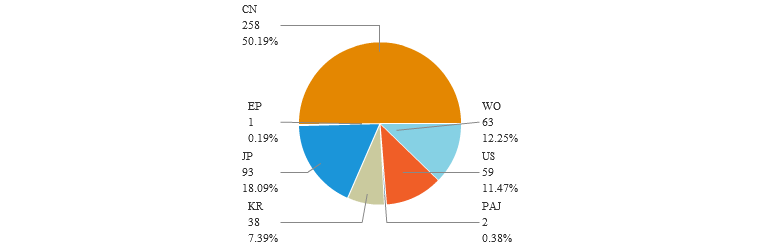 CN
258
50.19%
EP
1
0.19%
JP
93
18.09%
KR
38
7.39%
WO
63
12.25%
US
59
11.47%
PAJ
2
0.38%